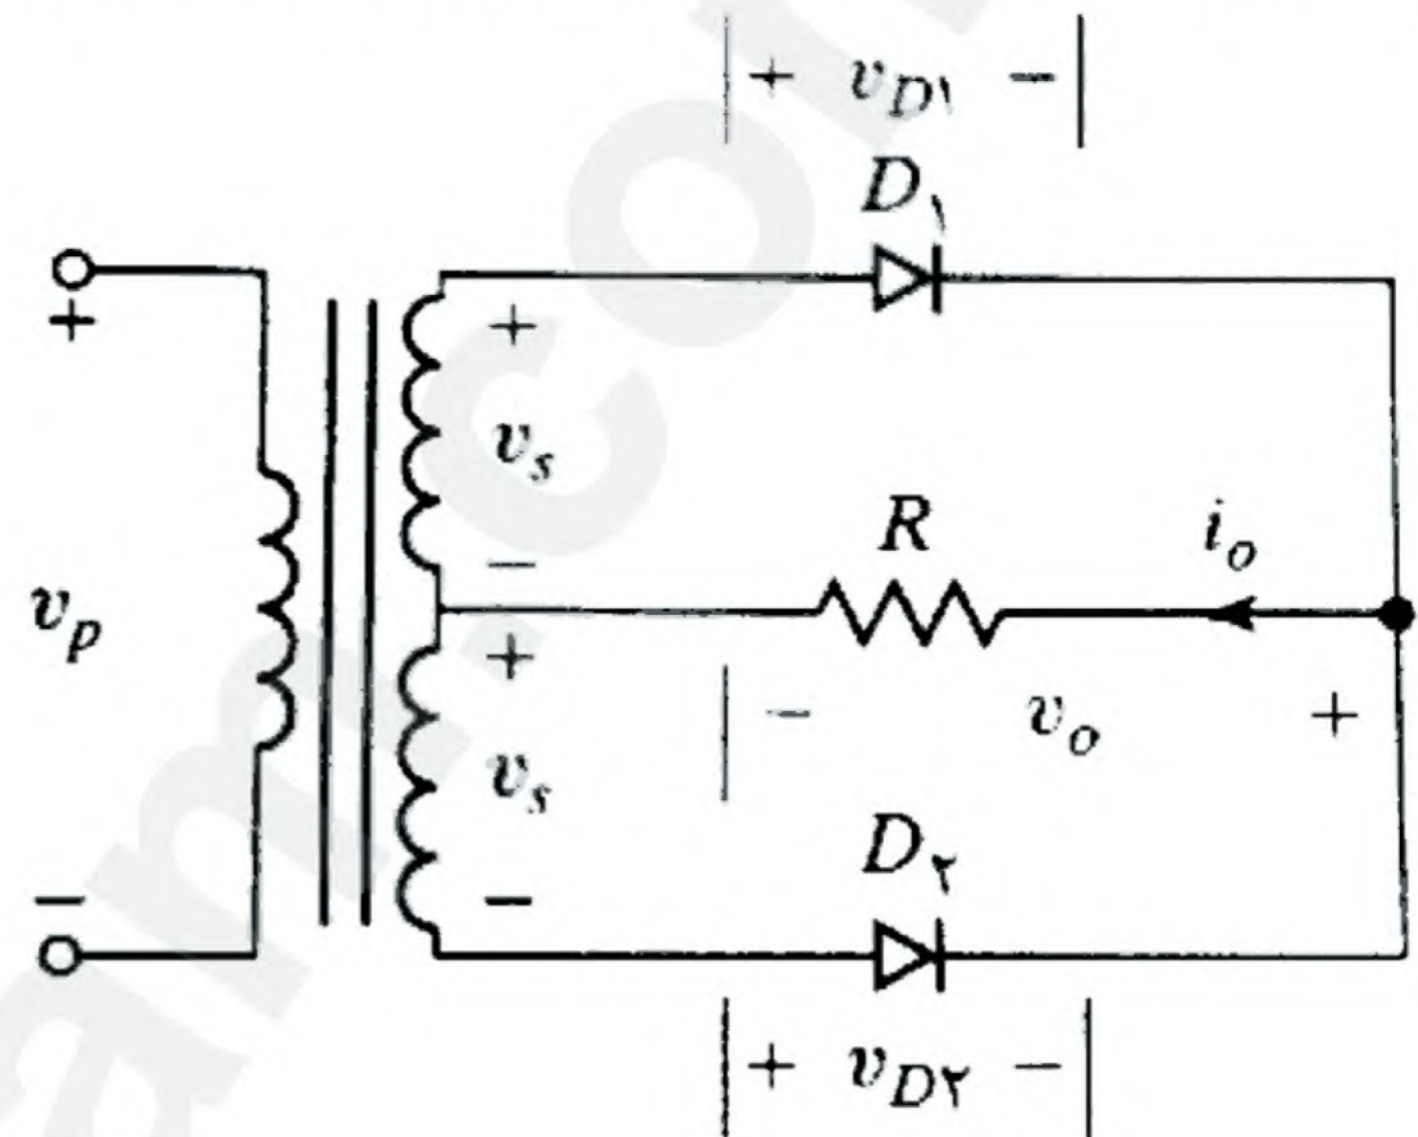 | + v_D۱ − |
D۱
+
+
v_s
−
R
i_o
v_p
+
| −
v_o
+
v_s
D۲
−
−
| + v_D۲ − |